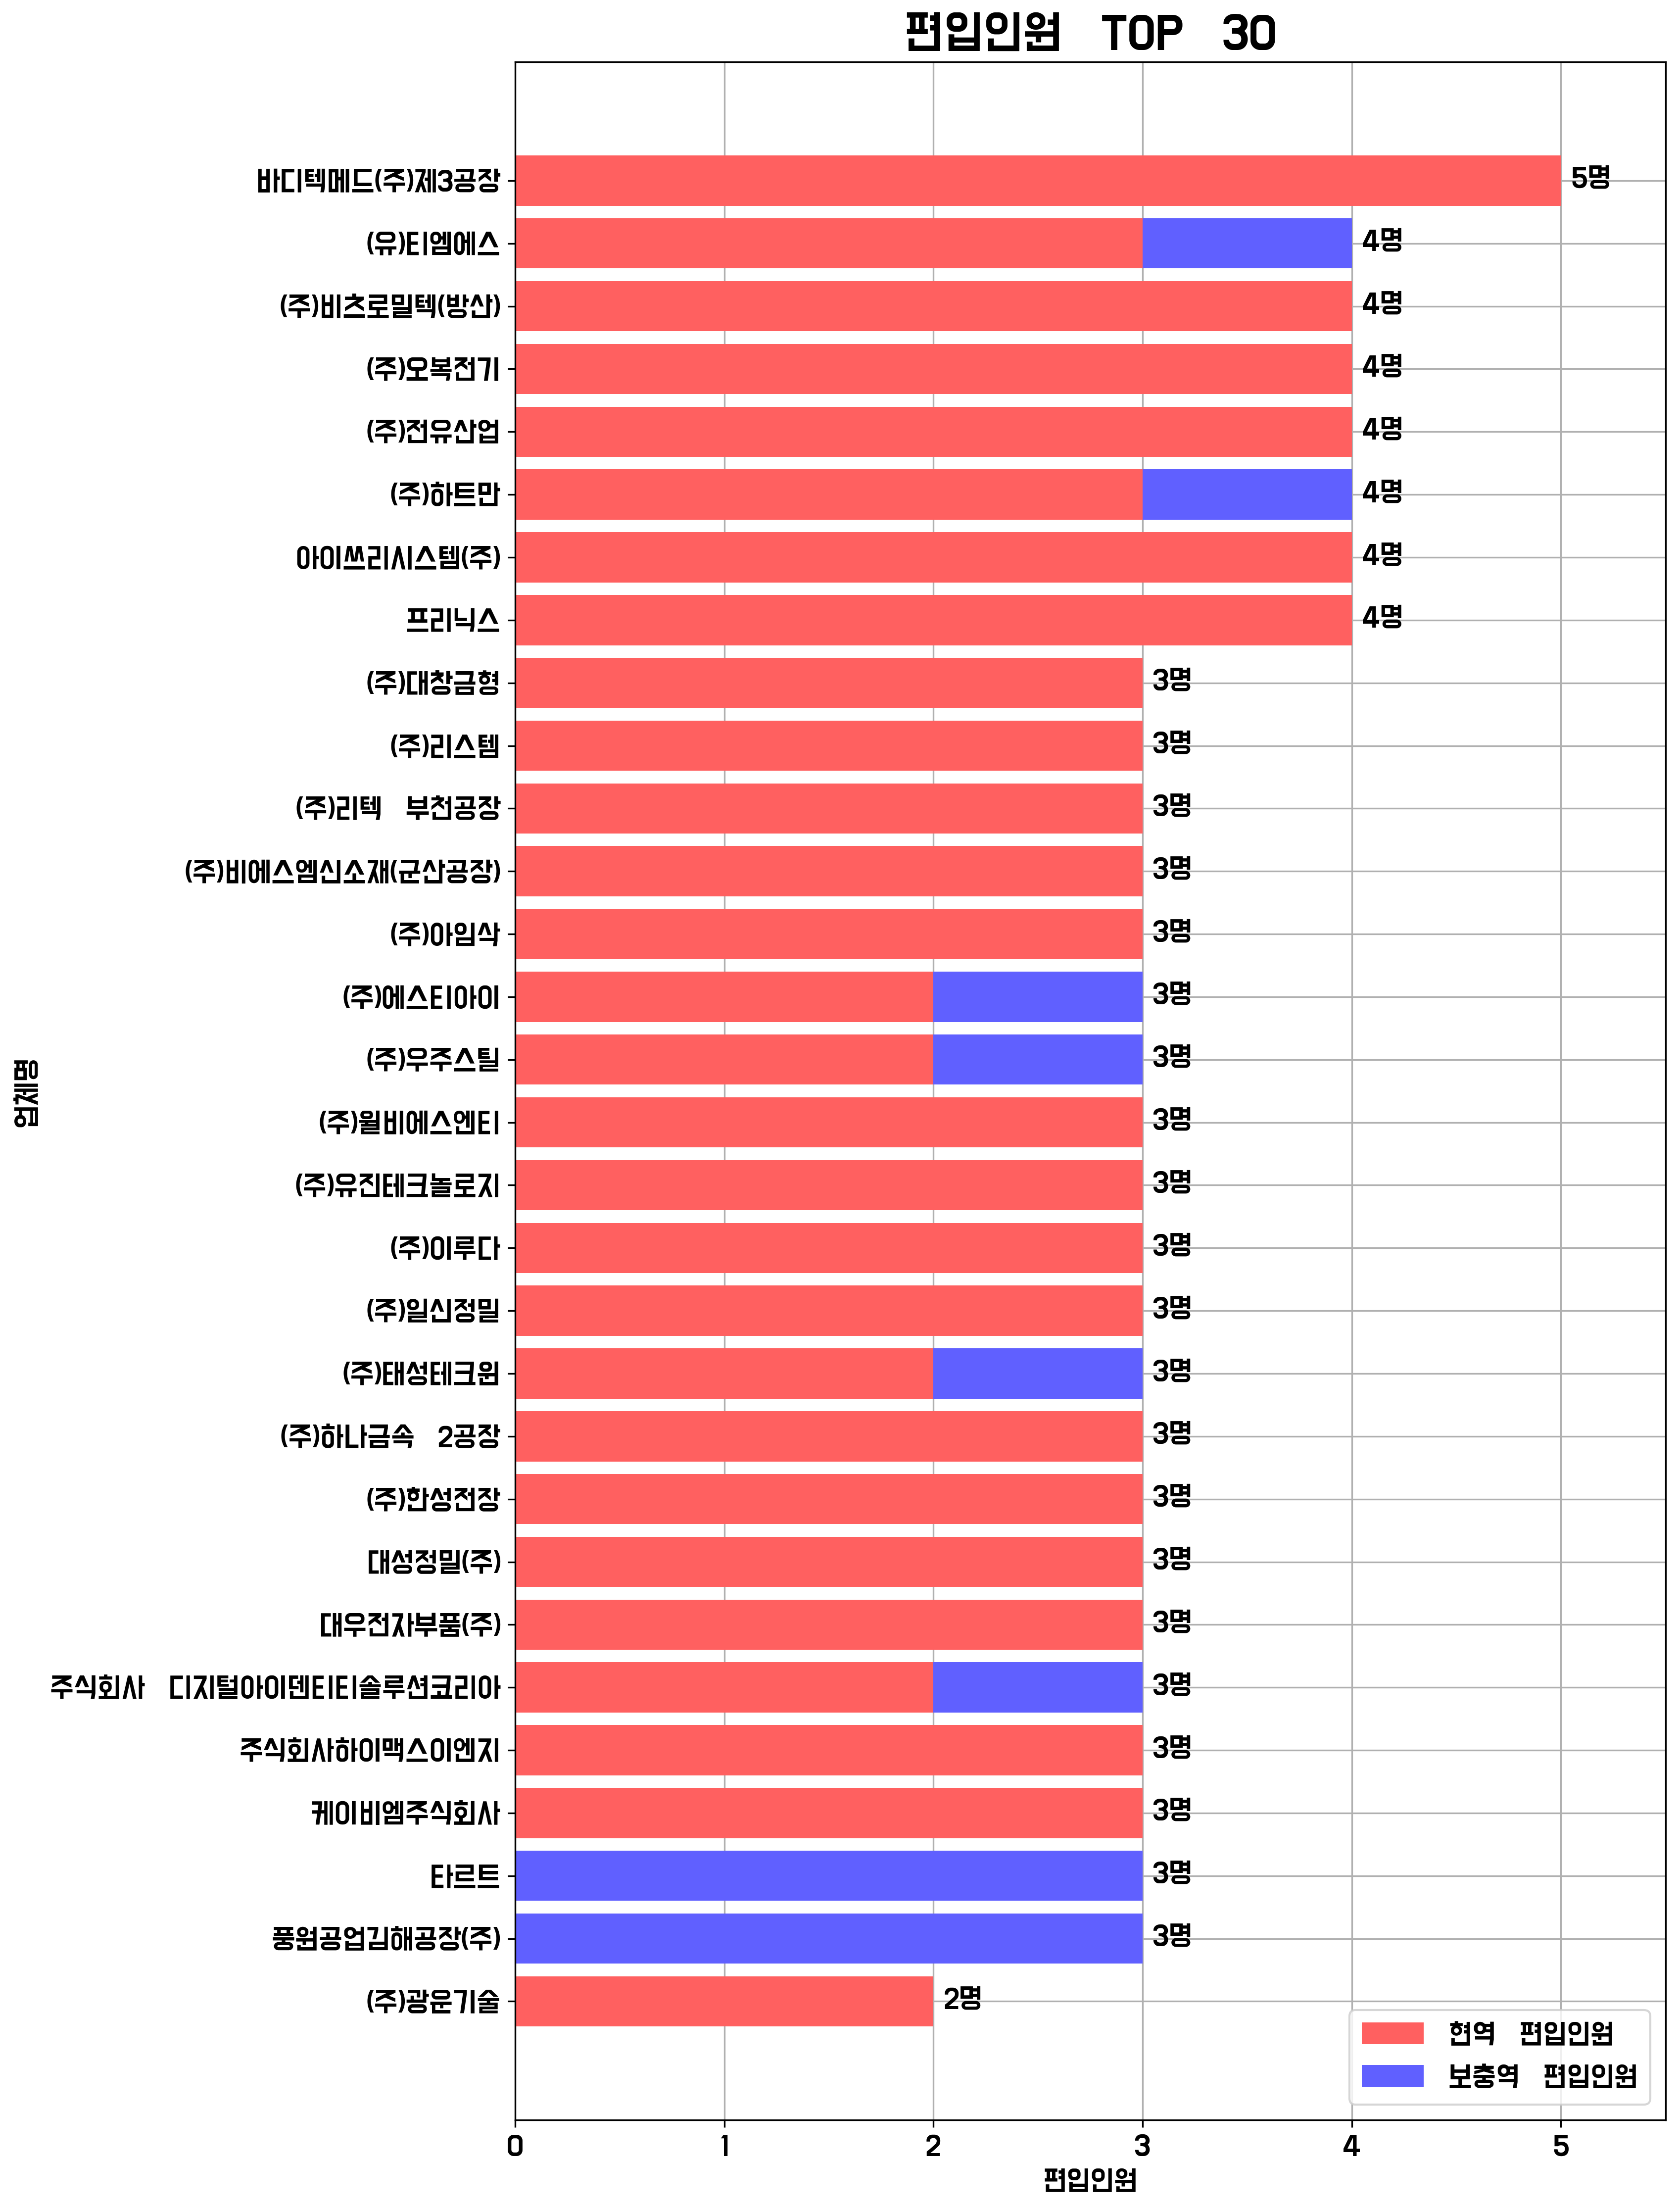 편입인원 TOP 30
바디텍메드(주)제3공장 5명
(유)티엠에스 4명
(주)비츠로밀텍(방산) 4명
(주)오복전기 4명
(주)전유산업 4명
(주)하트만 4명
아이쓰리시스템(주) 4명
프리닉스 4명
(주)대창금형 3명
(주)리스템 3명
(주)리텍 부천공장 3명
(주)비에스엠신소재(군산공장) 3명
(주)아임삭 3명
(주)에스티아이 3명
(주)우주스틸 3명
(주)윌비에스엔티 3명
(주)유진테크놀로지 3명
(주)이루다 3명
(주)일신정밀 3명
(주)태성테크원 3명
(주)하나금속 2공장 3명
(주)한성전장 3명
대성정밀(주) 3명
대우전자부품(주) 3명
주식회사 디지털아이덴티티솔루션코리아 3명
주식회사하이맥스이엔지 3명
케이비엠주식회사 3명
타르트 3명
풍원공업김해공장(주) 3명
(주)광운기술 2명
업체명
현역 편입인원
보충역 편입인원
0 1 2 3 4 5
편입인원